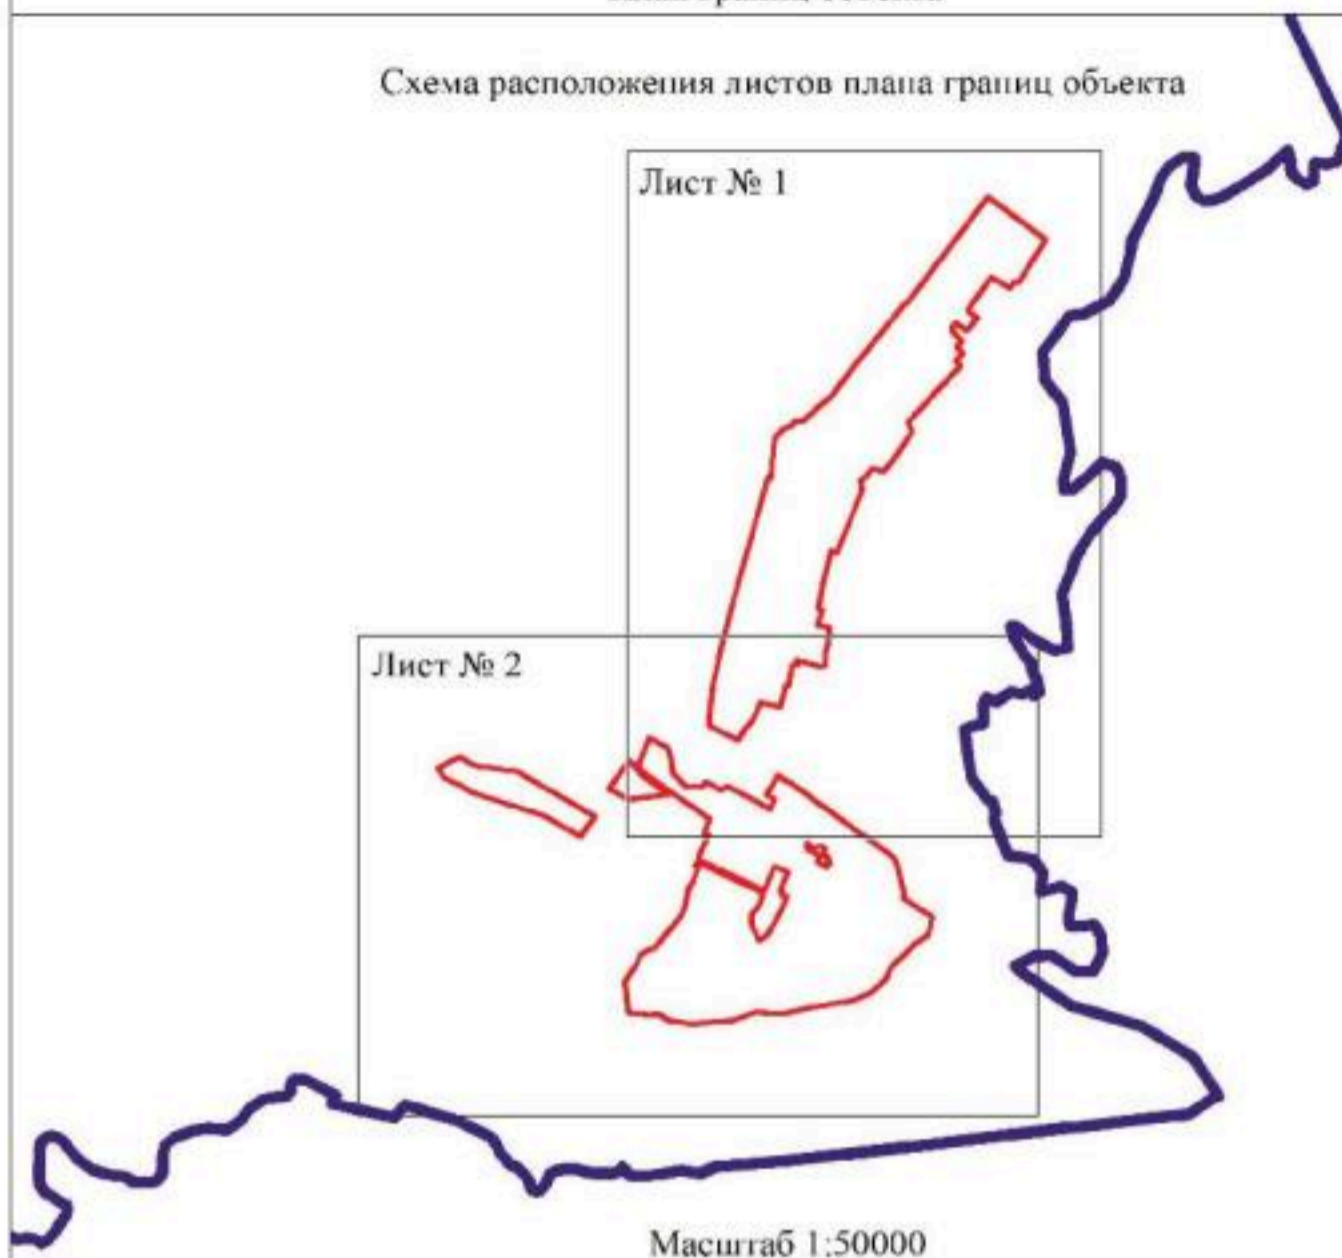 Схема расположения листов плана границ объекта
Лист № 1
Лист № 2
Масштаб 1:50000